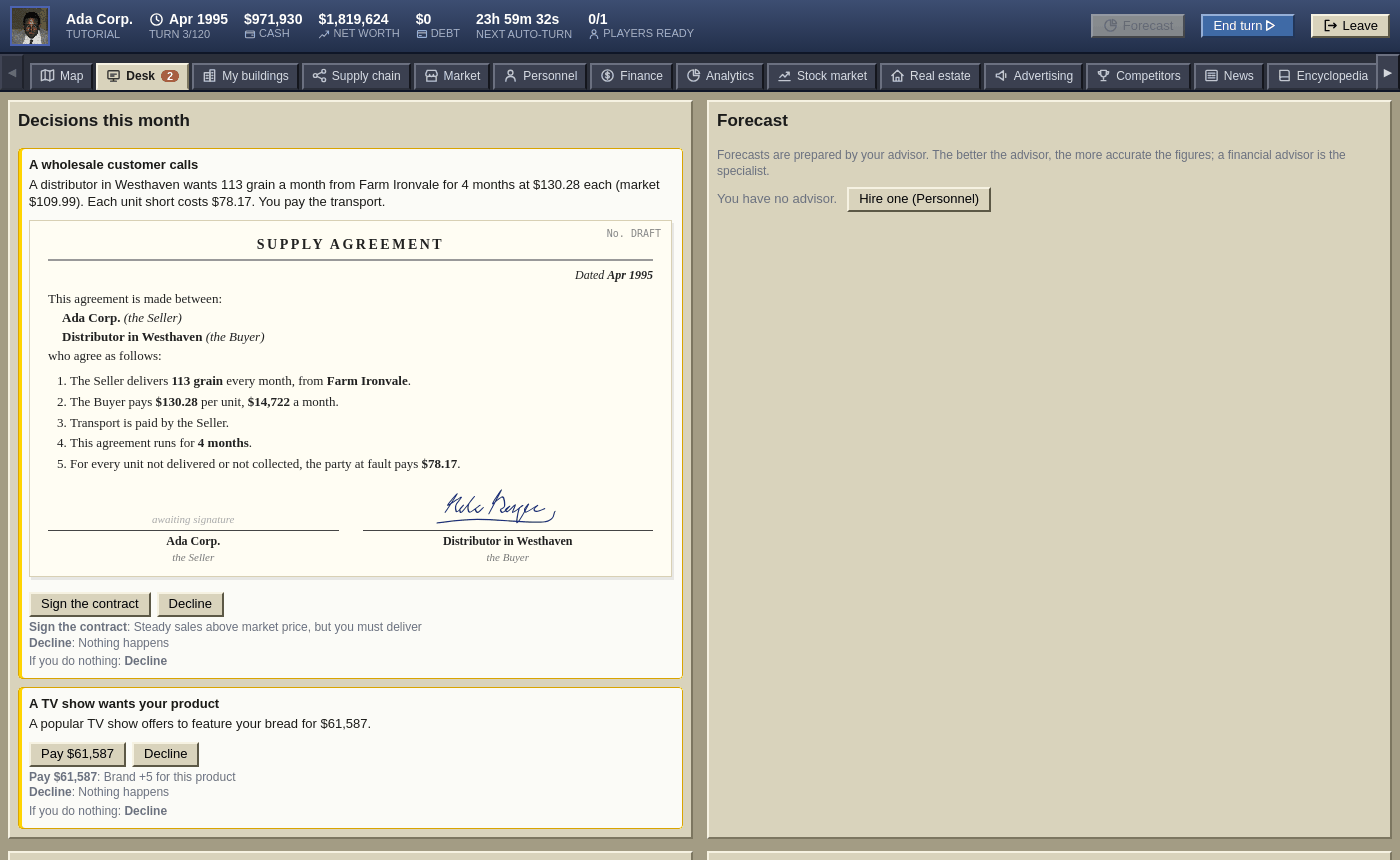 Ada Corp.
TUTORIAL
Apr 1995
TURN 3/120
$971,930
CASH
$1,819,624
NET WORTH
$0
DEBT
23h 59m 32s
NEXT AUTO-TURN
0/1
PLAYERS READY
Forecast
End turn
Leave
Map
Desk 2
My buildings
Supply chain
Market
Personnel
Finance
Analytics
Stock market
Real estate
Advertising
Competitors
News
Encyclopedia
Decisions this month
A wholesale customer calls
A distributor in Westhaven wants 113 grain a month from Farm Ironvale for 4 months at $130.28 each (market
$109.99). Each unit short costs $78.17. You pay the transport.
No. DRAFT
SUPPLY AGREEMENT
Dated Apr 1995
This agreement is made between:
Ada Corp. (the Seller)
Distributor in Westhaven (the Buyer)
who agree as follows:
1. The Seller delivers 113 grain every month, from Farm Ironvale.
2. The Buyer pays $130.28 per unit, $14,722 a month.
3. Transport is paid by the Seller.
4. This agreement runs for 4 months.
5. For every unit not delivered or not collected, the party at fault pays $78.17.
awaiting signature
Ada Corp.
the Seller
Distributor in Westhaven
the Buyer
Sign the contract
Decline
Sign the contract: Steady sales above market price, but you must deliver
Decline: Nothing happens
If you do nothing: Decline
A TV show wants your product
A popular TV show offers to feature your bread for $61,587.
Pay $61,587
Decline
Pay $61,587: Brand +5 for this product
Decline: Nothing happens
If you do nothing: Decline
Forecast
Forecasts are prepared by your advisor. The better the advisor, the more accurate the figures; a financial advisor is the
specialist.
You have no advisor.
Hire one (Personnel)